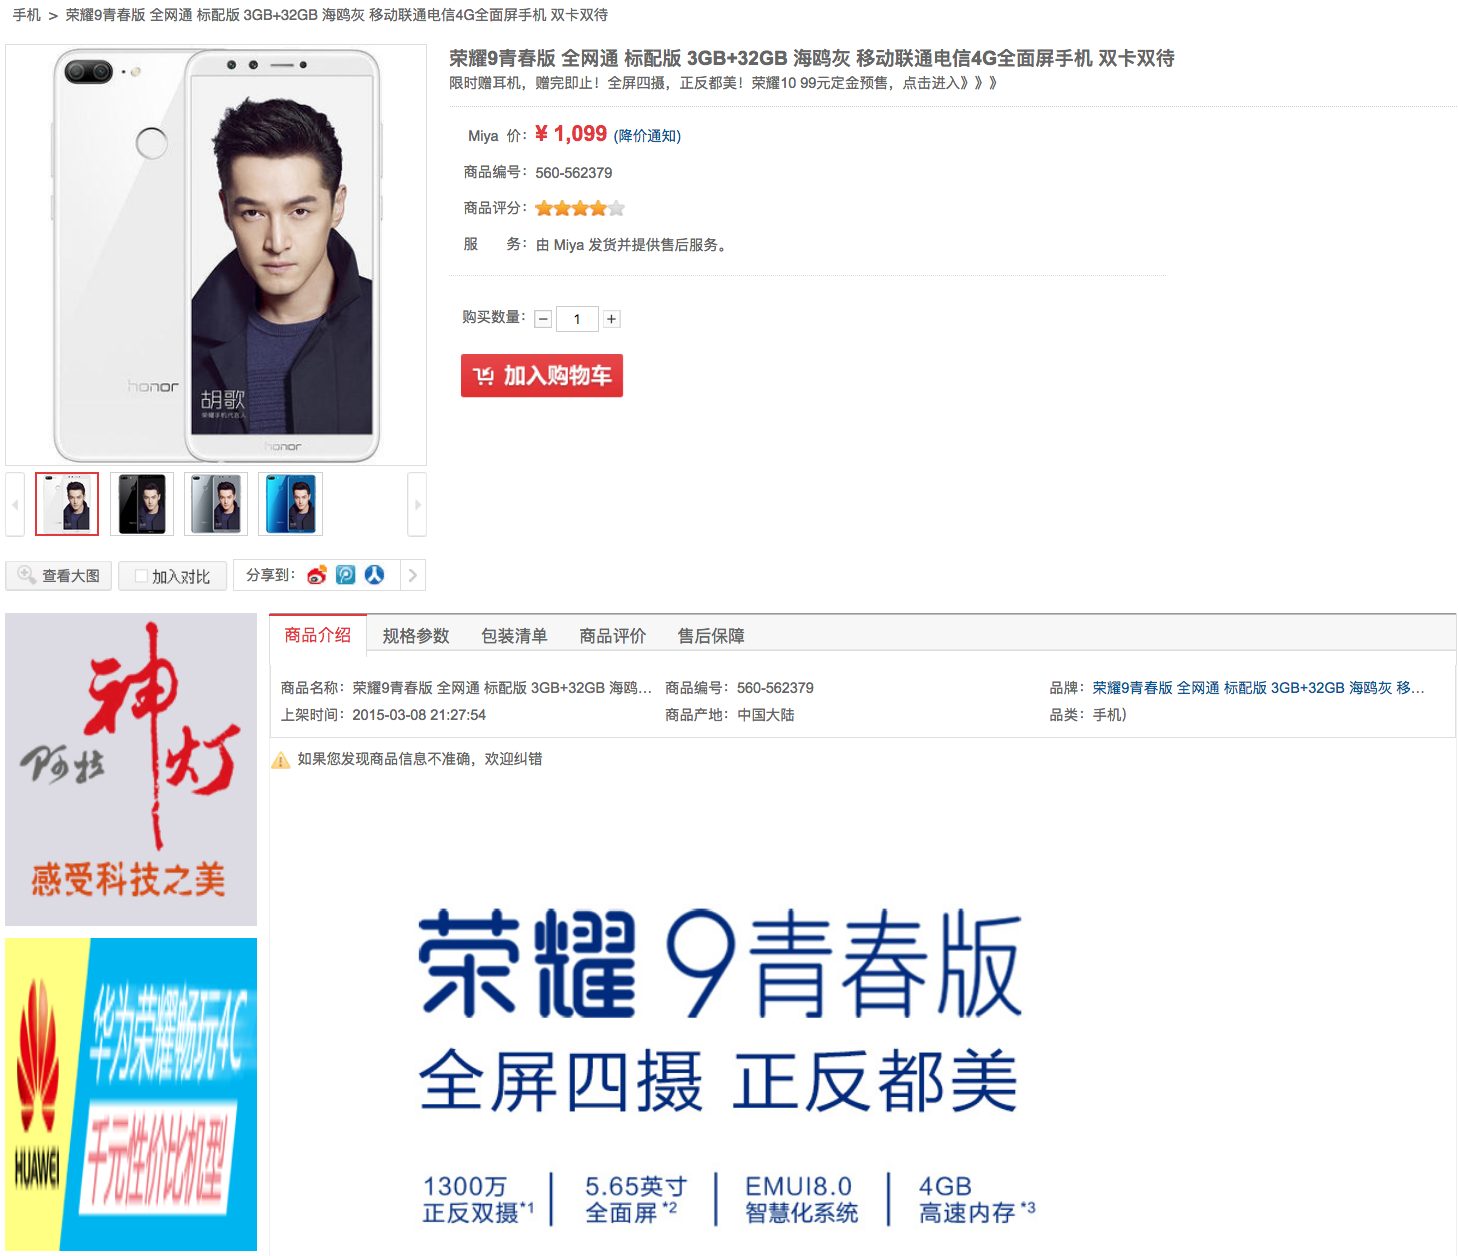 手机 > 荣耀9青春版 全网通 标配版 3GB+32GB 海鸥灰 移动联通电信4G全面屏手机 双卡双待
荣耀9青春版 全网通 标配版 3GB+32GB 海鸥灰 移动联通电信4G全面屏手机 双卡双待
限时赠耳机，赠完即止！全屏四摄，正反都美！荣耀10 99元定金预售，点击进入》》》
Miya 价： ¥ 1,099 (降价通知)
商品编号： 560-562379
商品评分：
服 务： 由 Miya 发货并提供售后服务。
购买数量： − 1 +
加入购物车
honor
胡歌
荣耀手机代言人
honor
查看大图
加入对比
分享到：
神
阿拉
灯
感受科技之美
HUAWEI
华为荣耀畅玩4C
千元性价比机型
商品介绍 规格参数 包装清单 商品评价 售后保障
商品名称： 荣耀9青春版 全网通 标配版 3GB+32GB 海鸥... 商品编号： 560-562379 品牌： 荣耀9青春版 全网通 标配版 3GB+32GB 海鸥灰 移...
上架时间： 2015-03-08 21:27:54 商品产地： 中国大陆 品类： 手机）
如果您发现商品信息不准确，欢迎纠错
荣耀 9青春版
全屏四摄 正反都美
1300万 | 5.65英寸 | EMUI8.0 | 4GB
正反双摄*1 | 全面屏*2 | 智慧化系统 | 高速内存*3